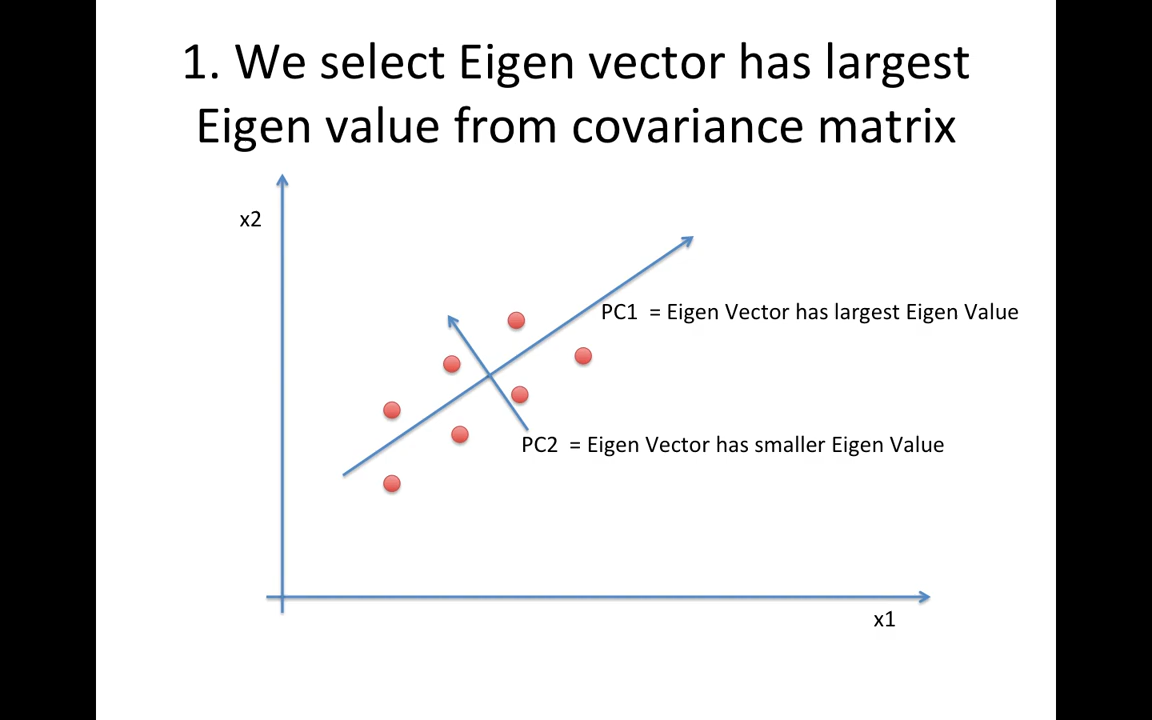 1. We select Eigen vector has largest
Eigen value from covariance matrix
x2
PC1 = Eigen Vector has largest Eigen Value
PC2 = Eigen Vector has smaller Eigen Value
x1